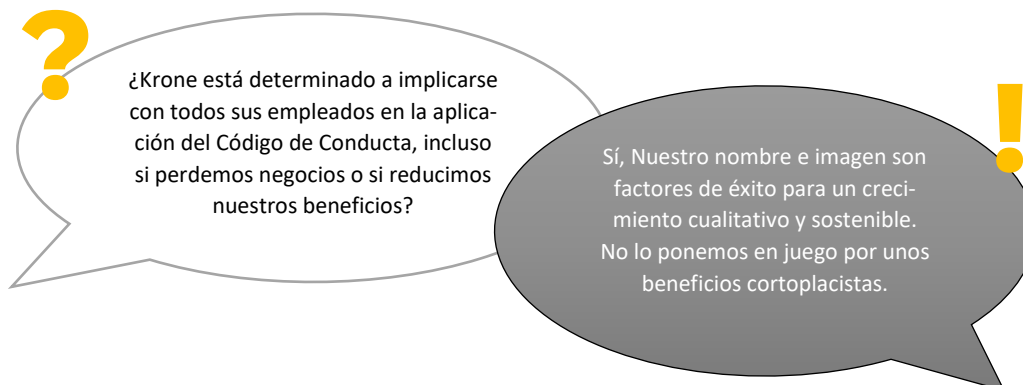 ?
¿Krone está determinado a implicarse
con todos sus empleados en la aplica-
ción del Código de Conducta, incluso
si perdemos negocios o si reducimos
nuestros beneficios?
!
Sí, Nuestro nombre e imagen son
factores de éxito para un creci-
miento cualitativo y sostenible.
No lo ponemos en juego por unos
beneficios cortoplacistas.